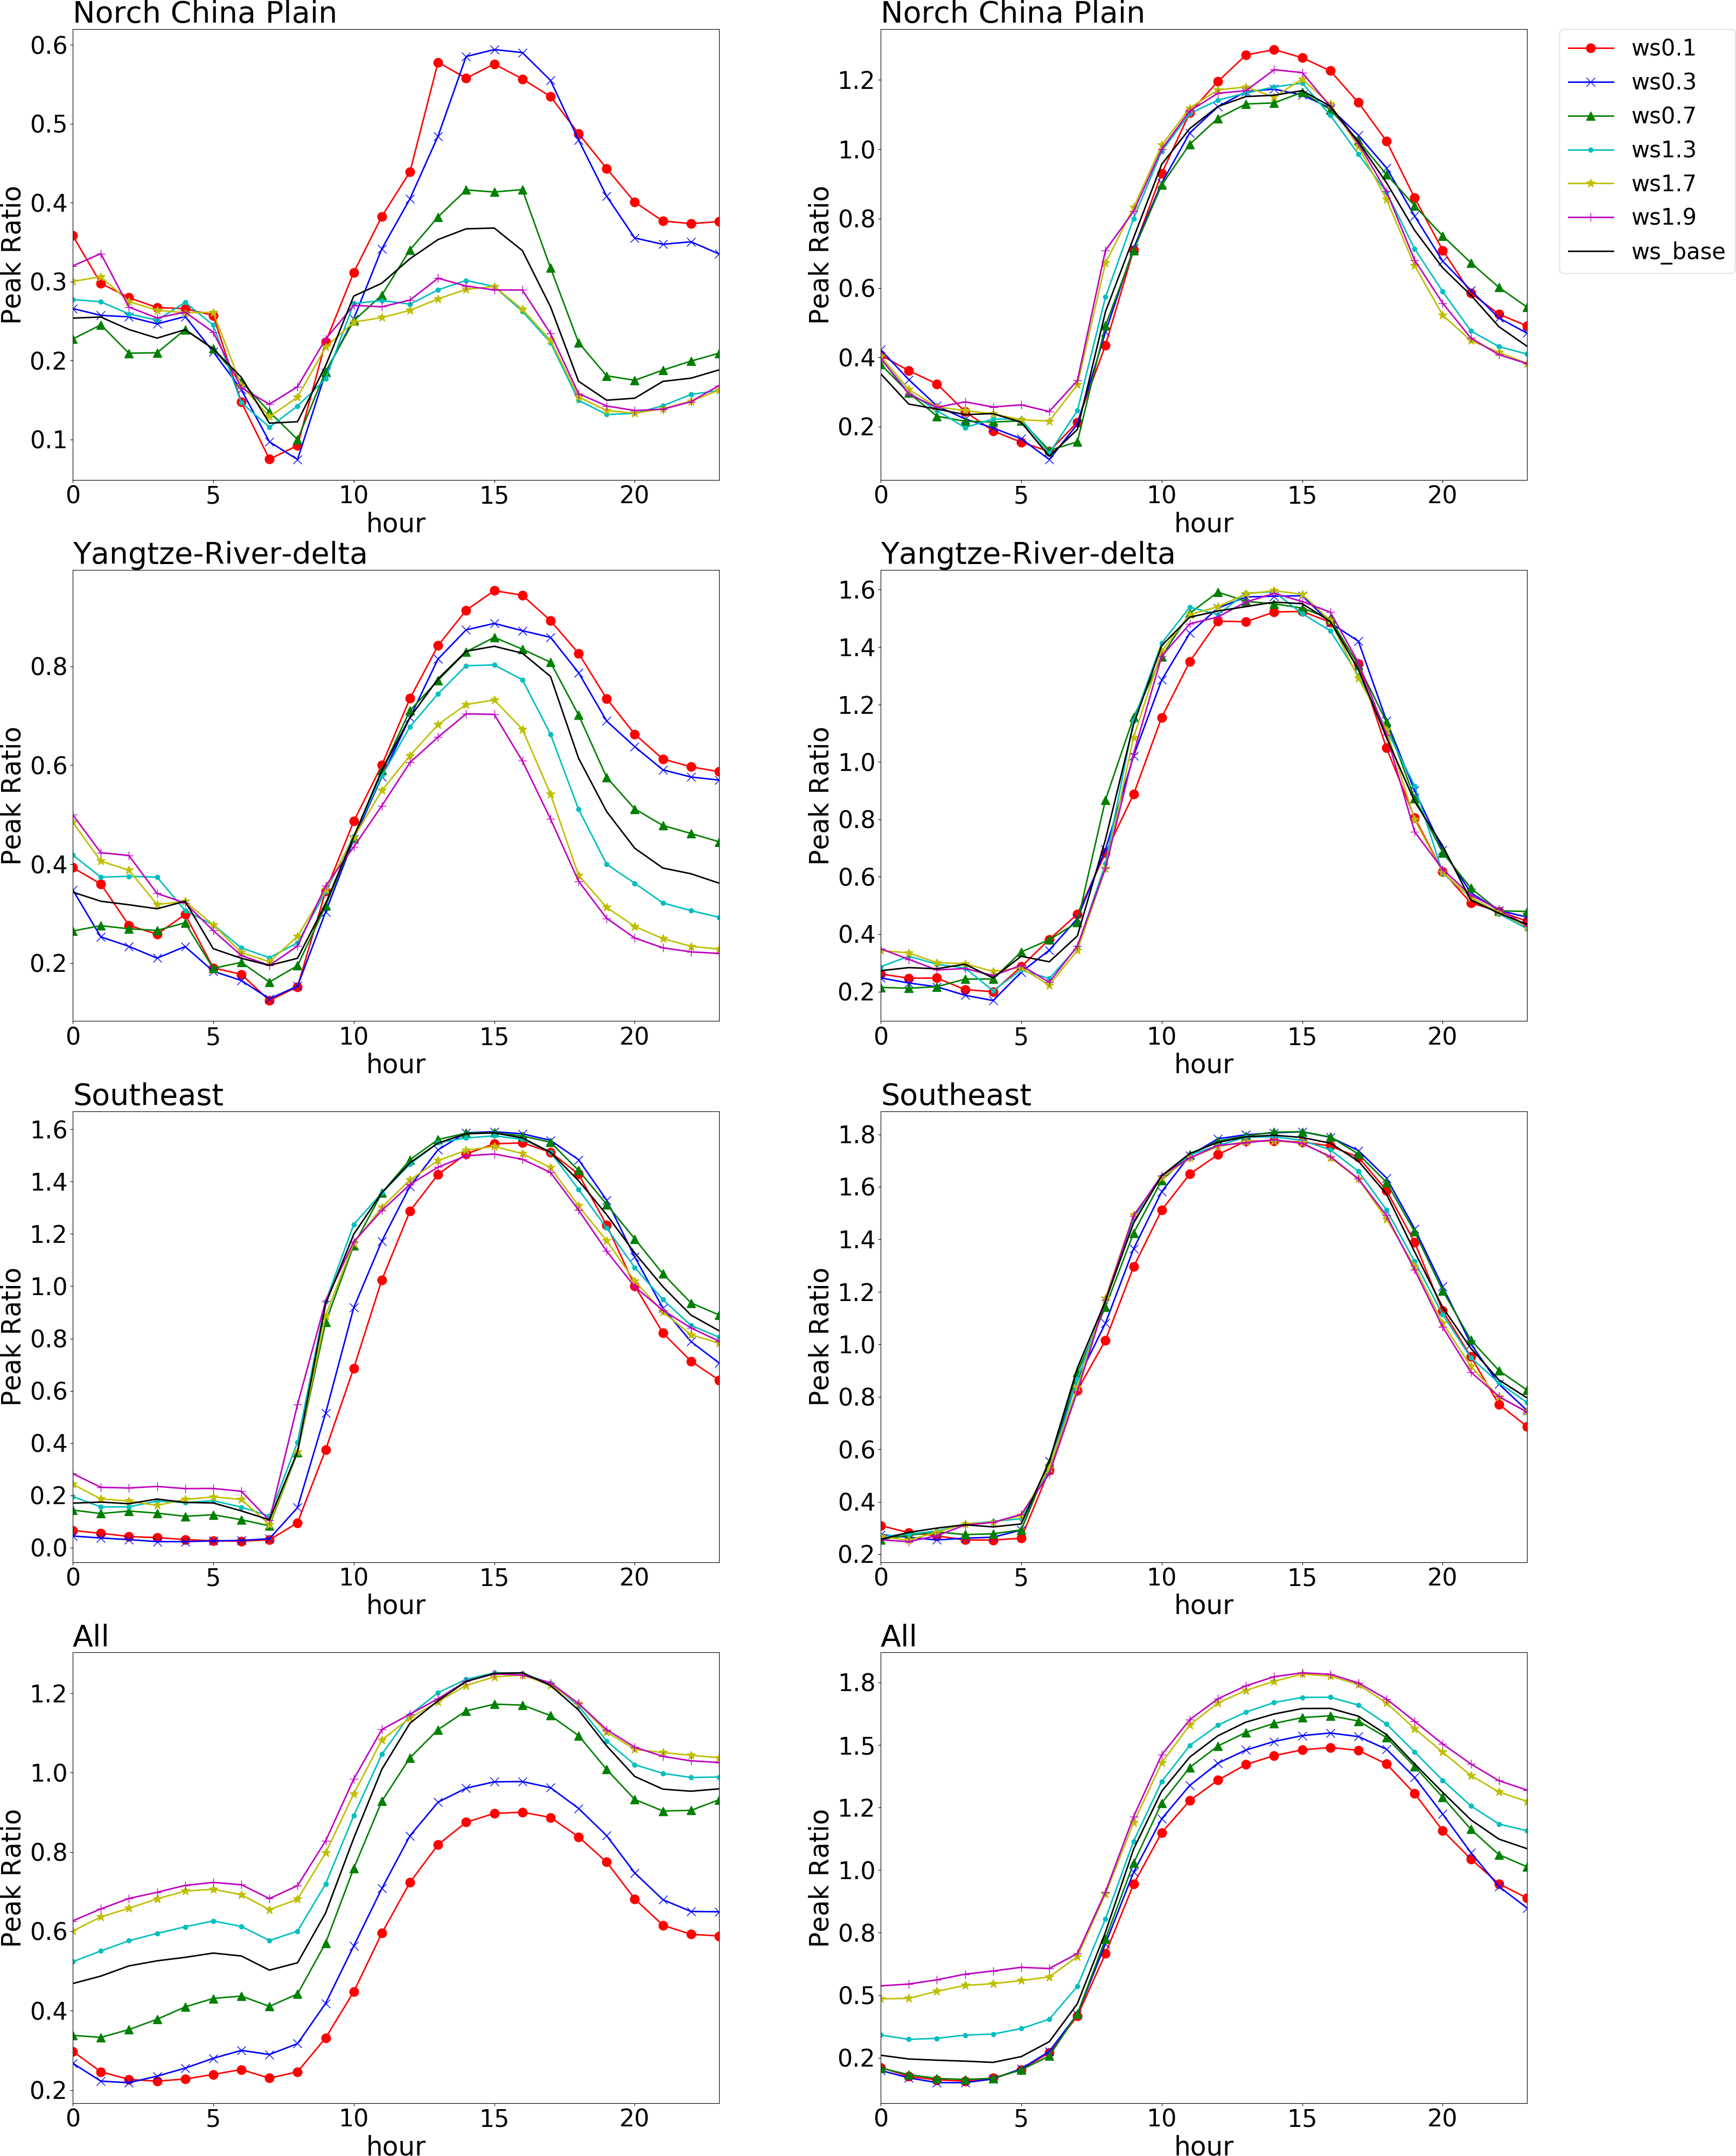 Norch China Plain
Peak Ratio
0.6
0.5
0.4
0.3
0.2
0.1
0 5 10 15 20
hour
Norch China Plain
Peak Ratio
1.2
1.0
0.8
0.6
0.4
0.2
0 5 10 15 20
hour
ws0.1
ws0.3
ws0.7
ws1.3
ws1.7
ws1.9
ws_base
Yangtze-River-delta
Peak Ratio
0.8
0.6
0.4
0.2
0 5 10 15 20
hour
Yangtze-River-delta
Peak Ratio
1.6
1.4
1.2
1.0
0.8
0.6
0.4
0.2
0 5 10 15 20
hour
Southeast
Peak Ratio
1.6
1.4
1.2
1.0
0.8
0.6
0.4
0.2
0.0
0 5 10 15 20
hour
Southeast
Peak Ratio
1.8
1.6
1.4
1.2
1.0
0.8
0.6
0.4
0.2
0 5 10 15 20
hour
All
Peak Ratio
1.2
1.0
0.8
0.6
0.4
0.2
0 5 10 15 20
hour
All
Peak Ratio
1.8
1.5
1.2
1.0
0.8
0.5
0.2
0 5 10 15 20
hour